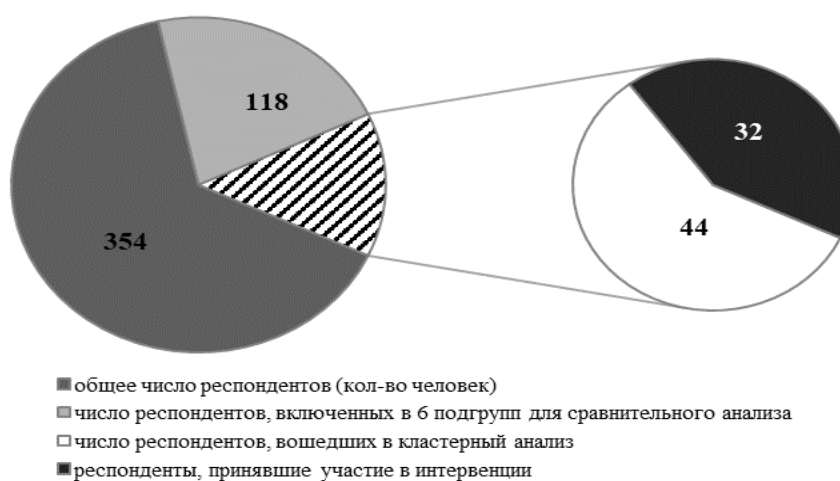 118
32
354
44
общее число респондентов (кол-во человек)
число респондентов, включенных в 6 подгрупп для сравнительного анализа
число респондентов, вошедших в кластерный анализ
респонденты, принявшие участие в интервенции